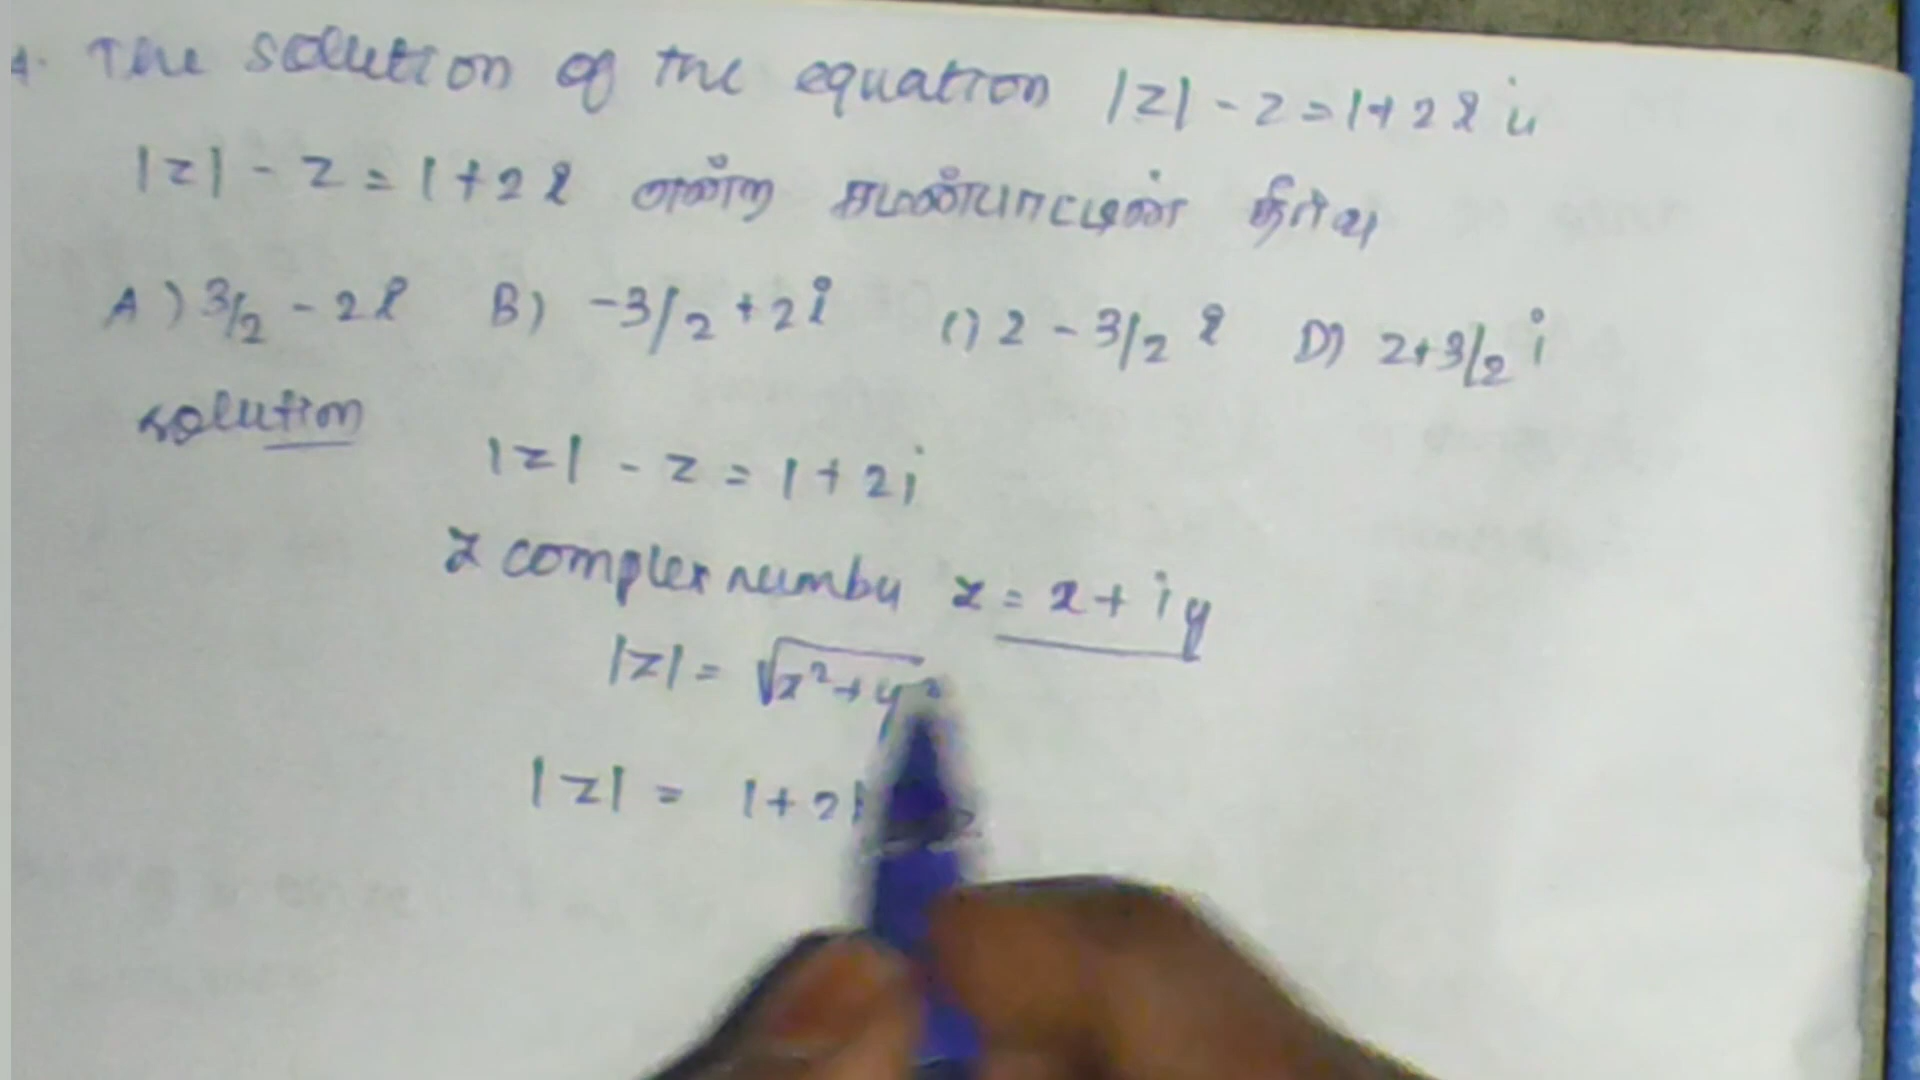 4. The solution of the equation |z| - z = 1 + 2i is
|z| - z = 1 + 2i என்ற சமன்பாட்டின் தீர்வு
A) 3/2 - 2i B) -3/2 + 2i C) 2 - 3/2 i D) 2 + 3/2 i
solution
|z| - z = 1 + 2i
z complex number z = x + iy
|z| = √x² + y²
|z| = 1 + 2i